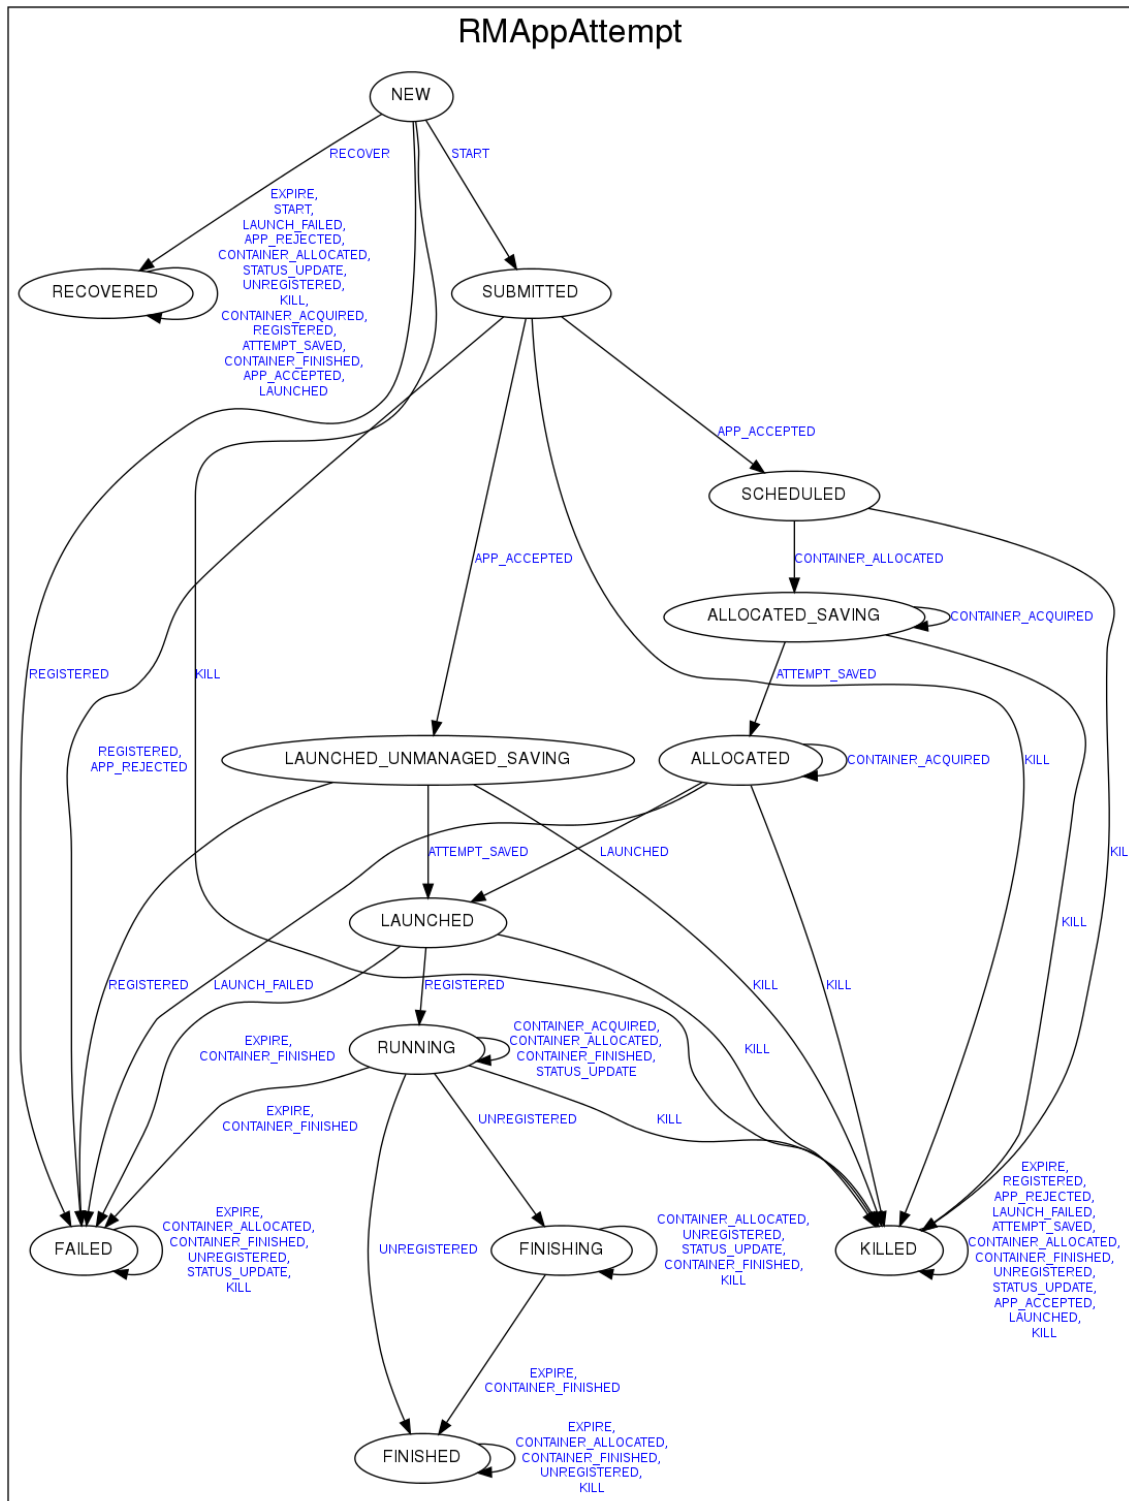 RMAppAttempt
NEW
RECOVER
START
EXPIRE,
START,
LAUNCH_FAILED,
APP_REJECTED,
CONTAINER_ALLOCATED,
STATUS_UPDATE,
UNREGISTERED,
KILL,
CONTAINER_ACQUIRED,
REGISTERED,
ATTEMPT_SAVED,
CONTAINER_FINISHED,
APP_ACCEPTED,
LAUNCHED
RECOVERED
SUBMITTED
APP_ACCEPTED
SCHEDULED
APP_ACCEPTED
CONTAINER_ALLOCATED
ALLOCATED_SAVING
CONTAINER_ACQUIRED
REGISTERED
KILL
ATTEMPT_SAVED
REGISTERED,
APP_REJECTED
LAUNCHED_UNMANAGED_SAVING
ALLOCATED
CONTAINER_ACQUIRED
KILL
ATTEMPT_SAVED
LAUNCHED
KIL
LAUNCHED
KILL
REGISTERED
LAUNCH_FAILED
REGISTERED
KILL
KILL
EXPIRE,
CONTAINER_FINISHED
RUNNING
CONTAINER_ACQUIRED,
CONTAINER_ALLOCATED,
CONTAINER_FINISHED,
STATUS_UPDATE
KILL
EXPIRE,
CONTAINER_FINISHED
UNREGISTERED
KILL
FAILED
EXPIRE,
CONTAINER_ALLOCATED,
CONTAINER_FINISHED,
UNREGISTERED,
STATUS_UPDATE,
KILL
UNREGISTERED
FINISHING
CONTAINER_ALLOCATED,
UNREGISTERED,
STATUS_UPDATE,
CONTAINER_FINISHED,
KILL
KILLED
EXPIRE,
REGISTERED,
APP_REJECTED,
LAUNCH_FAILED,
ATTEMPT_SAVED,
CONTAINER_ALLOCATED,
CONTAINER_FINISHED,
UNREGISTERED,
STATUS_UPDATE,
APP_ACCEPTED,
LAUNCHED,
KILL
EXPIRE,
CONTAINER_FINISHED
FINISHED
EXPIRE,
CONTAINER_ALLOCATED,
CONTAINER_FINISHED,
UNREGISTERED,
KILL